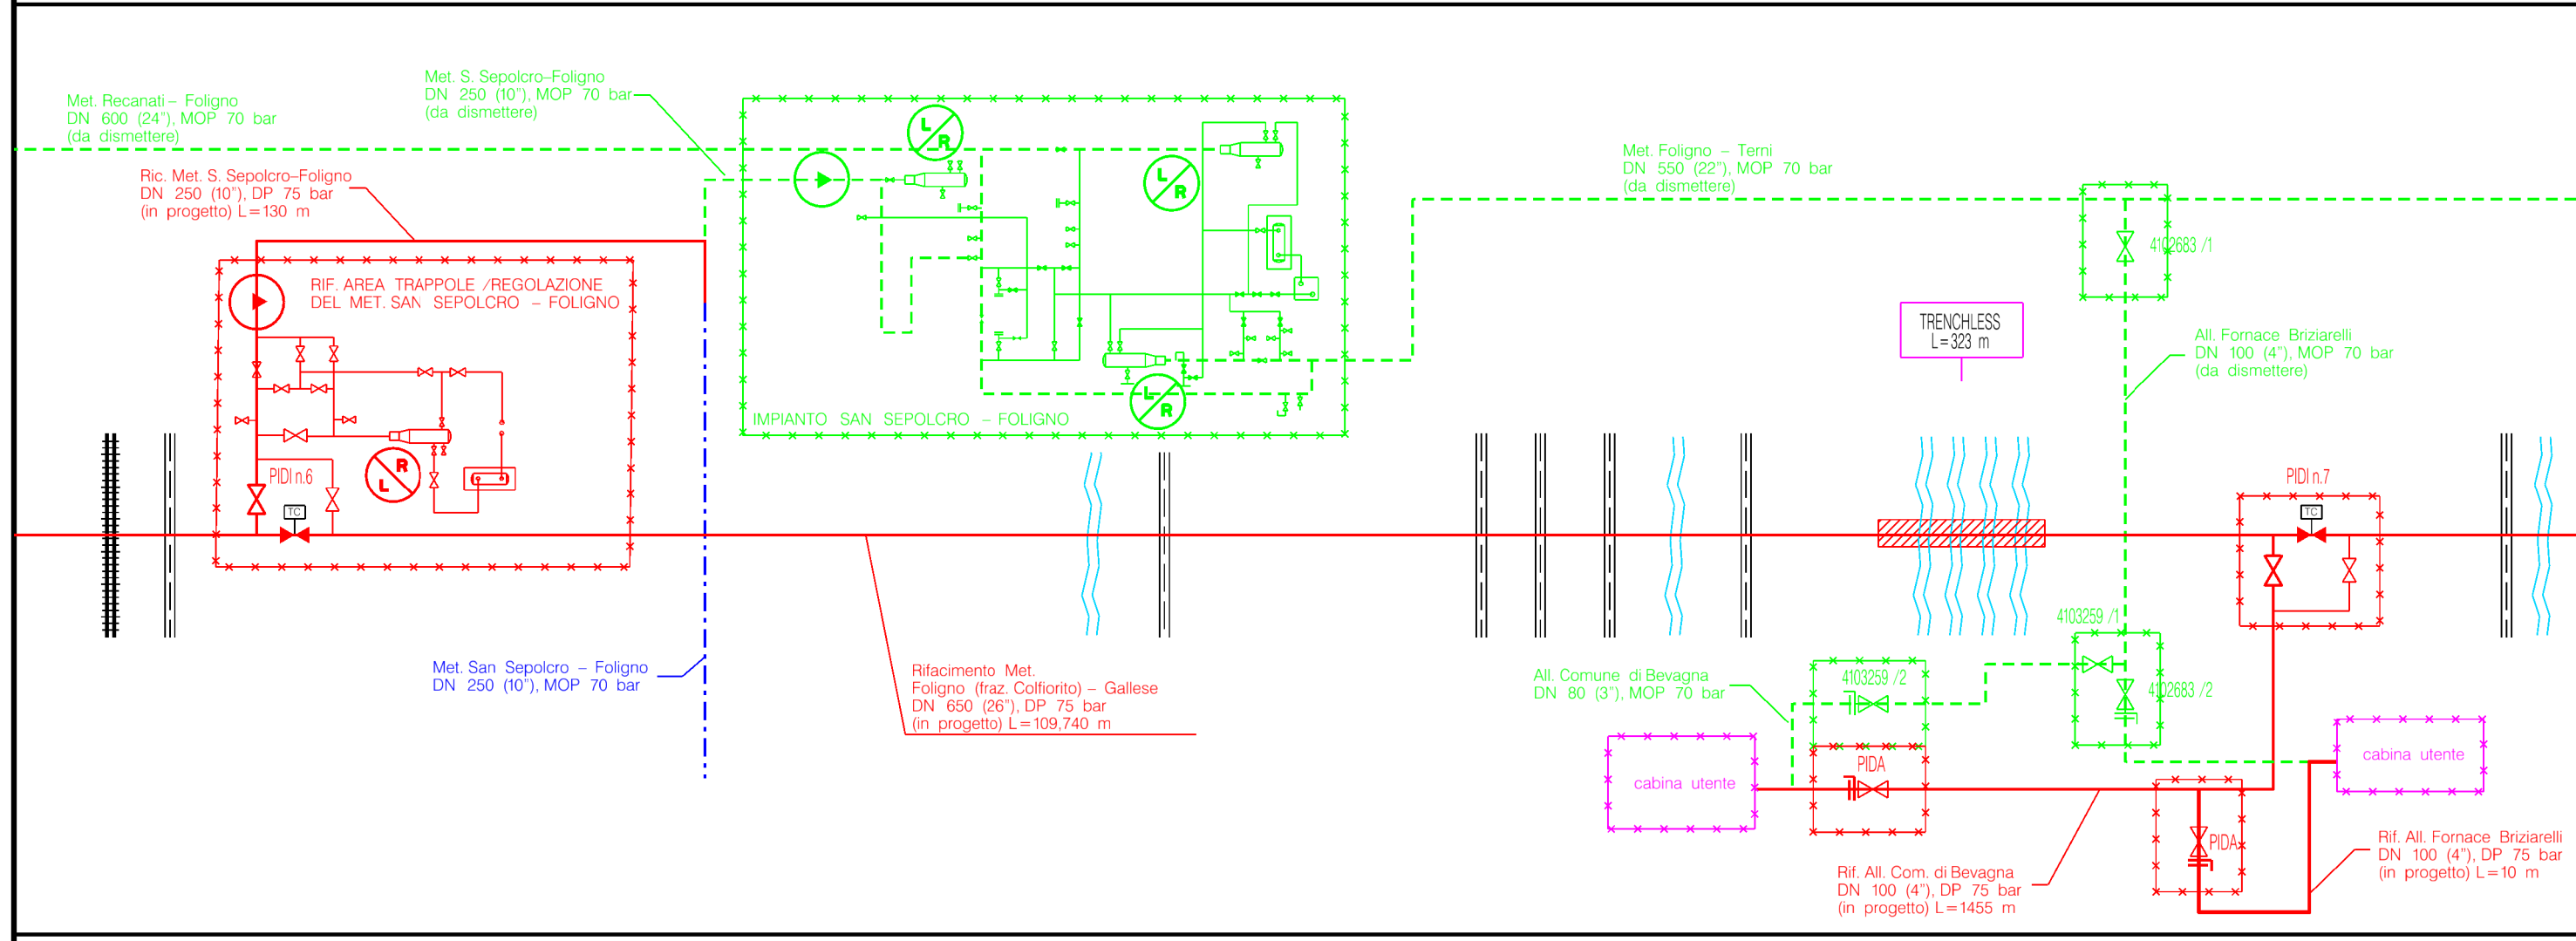 Met. Recanati – Foligno
DN 600 (24"), MOP 70 bar
(da dismettere)
Met. S. Sepolcro–Foligno
DN 250 (10"), MOP 70 bar
(da dismettere)
Ric. Met. S. Sepolcro–Foligno
DN 250 (10"), DP 75 bar
(in progetto) L=130 m
RIF. AREA TRAPPOLE /REGOLAZIONE
DEL MET. SAN SEPOLCRO – FOLIGNO
PIDI n.6
TC
R
L
L
R
L
R
L
R
IMPIANTO SAN SEPOLCRO – FOLIGNO
Met. San Sepolcro – Foligno
DN 250 (10"), MOP 70 bar
Rifacimento Met.
Foligno (fraz. Colfiorito) – Gallese
DN 650 (26"), DP 75 bar
(in progetto) L=109,740 m
Met. Foligno – Terni
DN 550 (22"), MOP 70 bar
(da dismettere)
4102683 /1
TRENCHLESS
L=323 m
All. Fornace Briziarelli
DN 100 (4"), MOP 70 bar
(da dismettere)
PIDI n.7
TC
4103259 /1
4102683 /2
All. Comune di Bevagna
DN 80 (3"), MOP 70 bar
4103259 /2
PIDA
cabina utente
cabina utente
PIDA
Rif. All. Com. di Bevagna
DN 100 (4"), DP 75 bar
(in progetto) L=1455 m
Rif. All. Fornace Briziarelli
DN 100 (4"), DP 75 bar
(in progetto) L=10 m